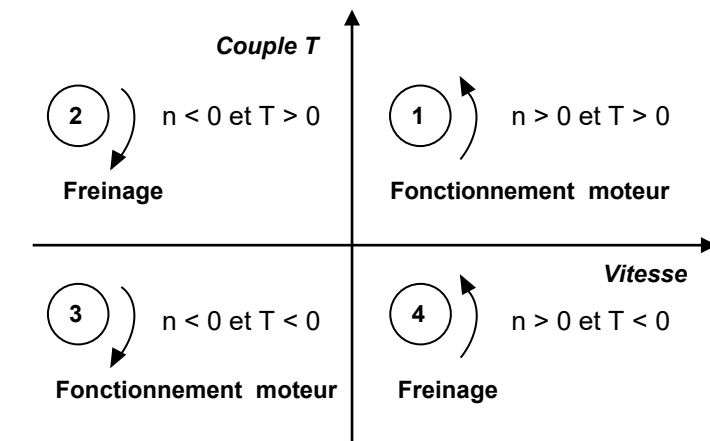 Couple T
2 n < 0 et T > 0
Freinage
1 n > 0 et T > 0
Fonctionnement moteur
Vitesse
3 n < 0 et T < 0
Fonctionnement moteur
4 n > 0 et T < 0
Freinage